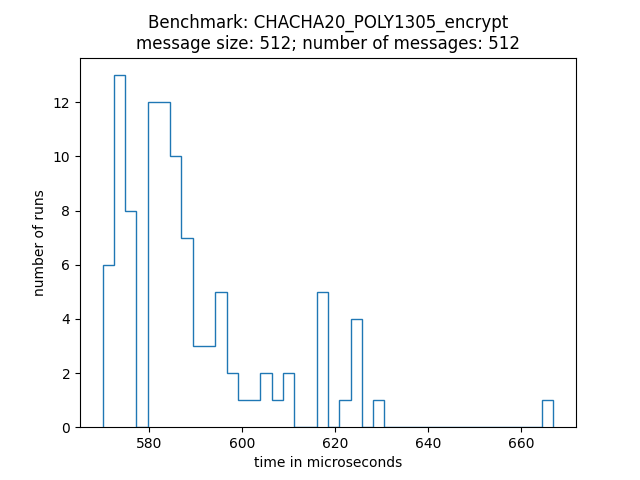 Benchmark: CHACHA20_POLY1305_encrypt
message size: 512; number of messages: 512
12
10
8
6
4
2
0
number of runs
580 600 620 640 660
time in microseconds